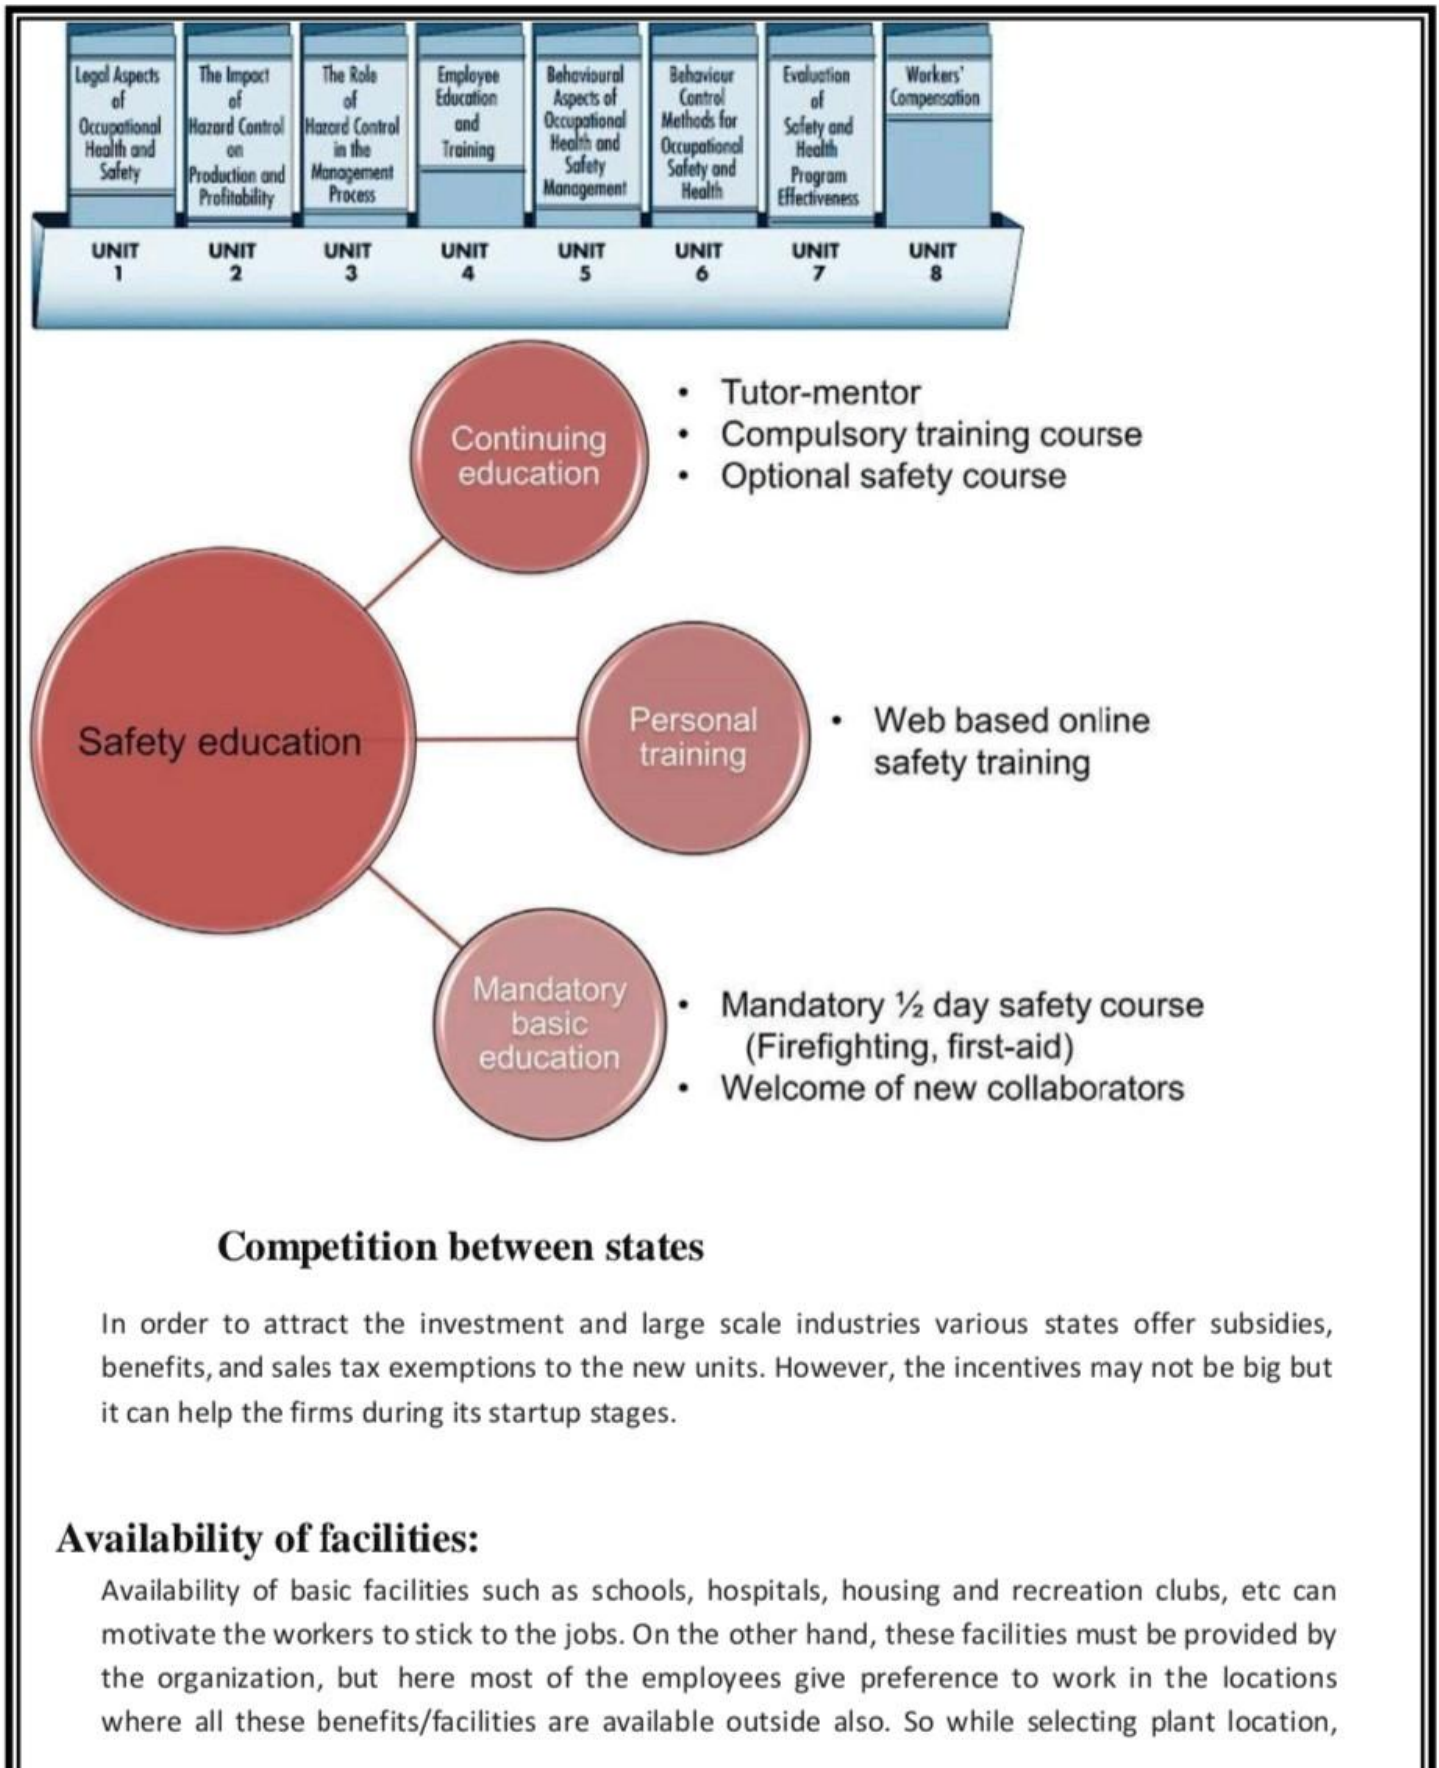 Legal Aspects
of
Occupational
Health and
Safety
The Impact
of
Hazard Control
on
Production and
Profitability
The Role
of
Hazard Control
in the
Management
Process
Employee
Education
and
Training
Behavioural
Aspects of
Occupational
Health and
Safety
Management
Behaviour
Control
Methods for
Occupational
Safety and
Health
Evaluation
of
Safety and
Health
Program
Effectiveness
Workers'
Compensation
UNIT
1
UNIT
2
UNIT
3
UNIT
4
UNIT
5
UNIT
6
UNIT
7
UNIT
8
Continuing
education
• Tutor-mentor
• Compulsory training course
• Optional safety course
Safety education
Personal
training
• Web based online
safety training
Mandatory
basic
education
• Mandatory ½ day safety course
(Firefighting, first-aid)
• Welcome of new collaborators
Competition between states
In order to attract the investment and large scale industries various states offer subsidies,
benefits, and sales tax exemptions to the new units. However, the incentives may not be big but
it can help the firms during its startup stages.
Availability of facilities:
Availability of basic facilities such as schools, hospitals, housing and recreation clubs, etc can
motivate the workers to stick to the jobs. On the other hand, these facilities must be provided by
the organization, but here most of the employees give preference to work in the locations
where all these benefits/facilities are available outside also. So while selecting plant location,